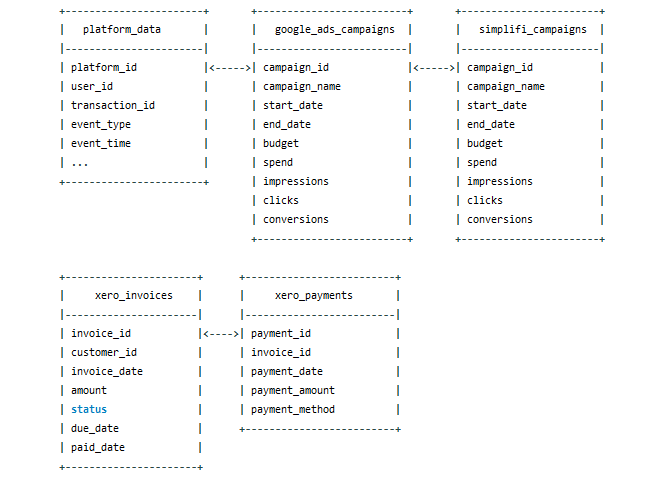 +-----------------------+       +-------------------------+       +-----------------------+
|   platform_data       |       |   google_ads_campaigns  |       |   simplifi_campaigns  |
|-----------------------|       |-------------------------|       |-----------------------|
| platform_id           |<----->| campaign_id             |<----->| campaign_id           |
| user_id               |       | campaign_name           |       | campaign_name         |
| transaction_id        |       | start_date              |       | start_date            |
| event_type            |       | end_date                |       | end_date              |
| event_time            |       | budget                  |       | budget                |
| ...                   |       | spend                   |       | spend                 |
+-----------------------+       | impressions             |       | impressions           |
                                | clicks                  |       | clicks                |
                                | conversions             |       | conversions           |
                                +-------------------------+       +-----------------------+
+----------------------+      +-------------------------+
|     xero_invoices    |      |     xero_payments       |
|----------------------|      |-------------------------|
| invoice_id           |<---->| payment_id              |
| customer_id          |      | invoice_id              |
| invoice_date         |      | payment_date            |
| amount               |      | payment_amount          |
| status               |      | payment_method          |
| due_date             |      +-------------------------+
| paid_date            |
+----------------------+